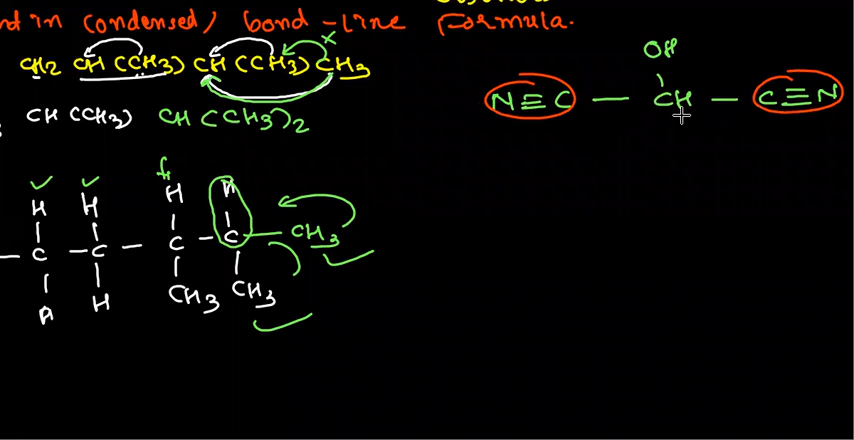 in condensed, bond-line formula.
CH2 CH (CH3) CH (CH3) CH3
OH
N≡C — CH — C≡N
CH (CH3) CH (CH3)2
H H H H
— C — C — C — C — CH3
H H CH3 CH3